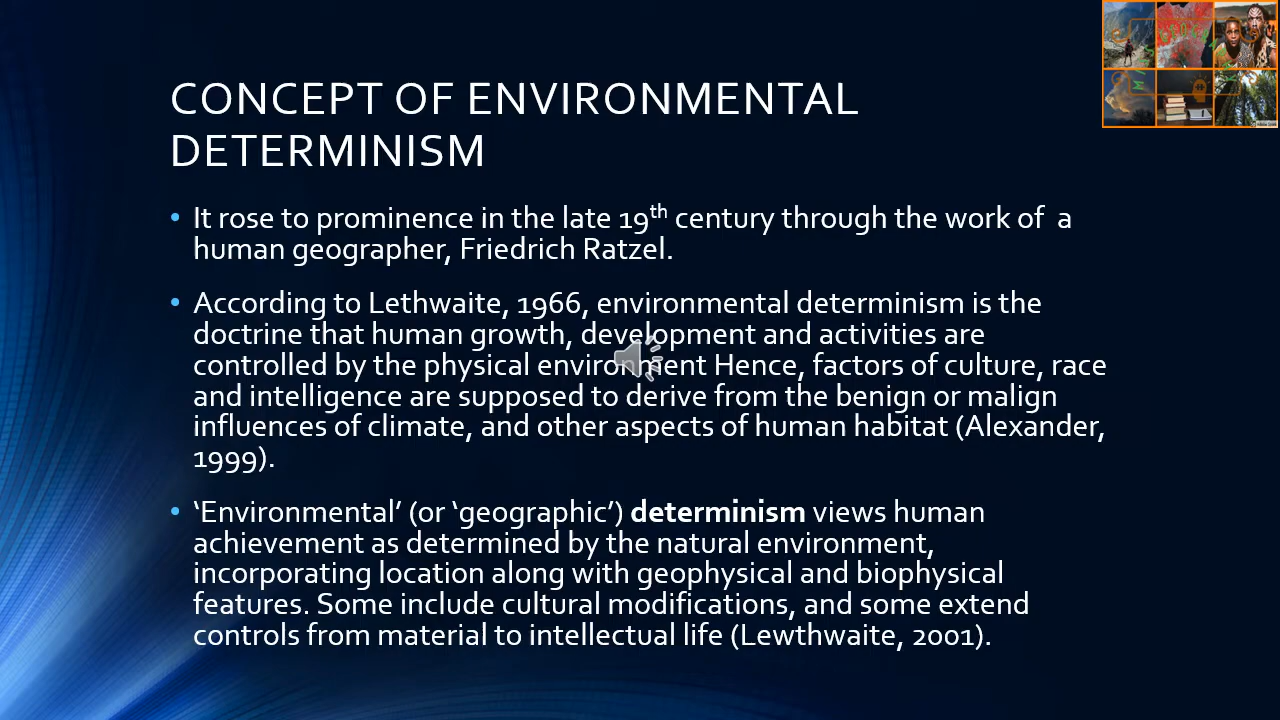 CONCEPT OF ENVIRONMENTAL
DETERMINISM
• It rose to prominence in the late 19th century through the work of a
human geographer, Friedrich Ratzel.
• According to Lethwaite, 1966, environmental determinism is the
doctrine that human growth, development and activities are
controlled by the physical environment Hence, factors of culture, race
and intelligence are supposed to derive from the benign or malign
influences of climate, and other aspects of human habitat (Alexander,
1999).
• ‘Environmental’ (or ‘geographic’) determinism views human
achievement as determined by the natural environment,
incorporating location along with geophysical and biophysical
features. Some include cultural modifications, and some extend
controls from material to intellectual life (Lewthwaite, 2001).